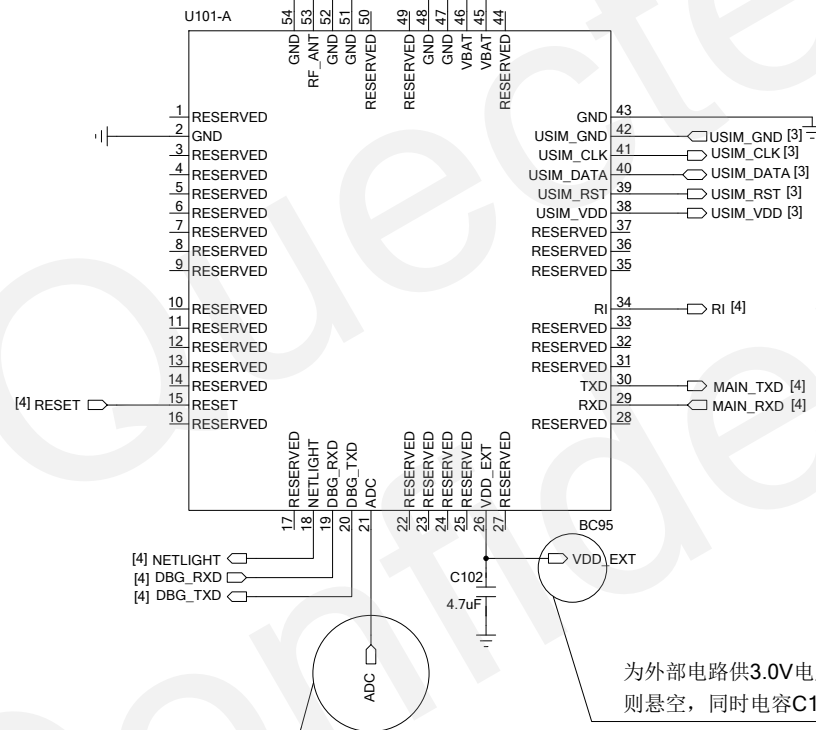 U101-A
54 53 52 51 50 49 48 47 46 45 44
GND RF_ANT GND GND RESERVED RESERVED GND GND VBAT VBAT RESERVED
1 RESERVED
2 GND
3 RESERVED
4 RESERVED
5 RESERVED
6 RESERVED
7 RESERVED
8 RESERVED
9 RESERVED
10 RESERVED
11 RESERVED
12 RESERVED
13 RESERVED
14 RESERVED
[4] RESET 15 RESET
16 RESERVED
GND 43
USIM_GND 42 USIM_GND [3]
USIM_CLK 41 USIM_CLK [3]
USIM_DATA 40 USIM_DATA [3]
USIM_RST 39 USIM_RST [3]
USIM_VDD 38 USIM_VDD [3]
RESERVED 37
RESERVED 36
RESERVED 35
RI 34 RI [4]
RESERVED 33
RESERVED 32
RESERVED 31
TXD 30 MAIN_TXD [4]
RXD 29 MAIN_RXD [4]
RESERVED 28
RESERVED NETLIGHT DBG_RXD DBG_TXD ADC RESERVED RESERVED RESERVED RESERVED VDD_EXT RESERVED
17 18 19 20 21 22 23 24 25 26 27
BC95
[4] NETLIGHT
[4] DBG_RXD
[4] DBG_TXD
VDD_EXT
C102
4.7uF
ADC
为外部电路供3.0V电
则悬空，同时电容C1
Quecte
Confide